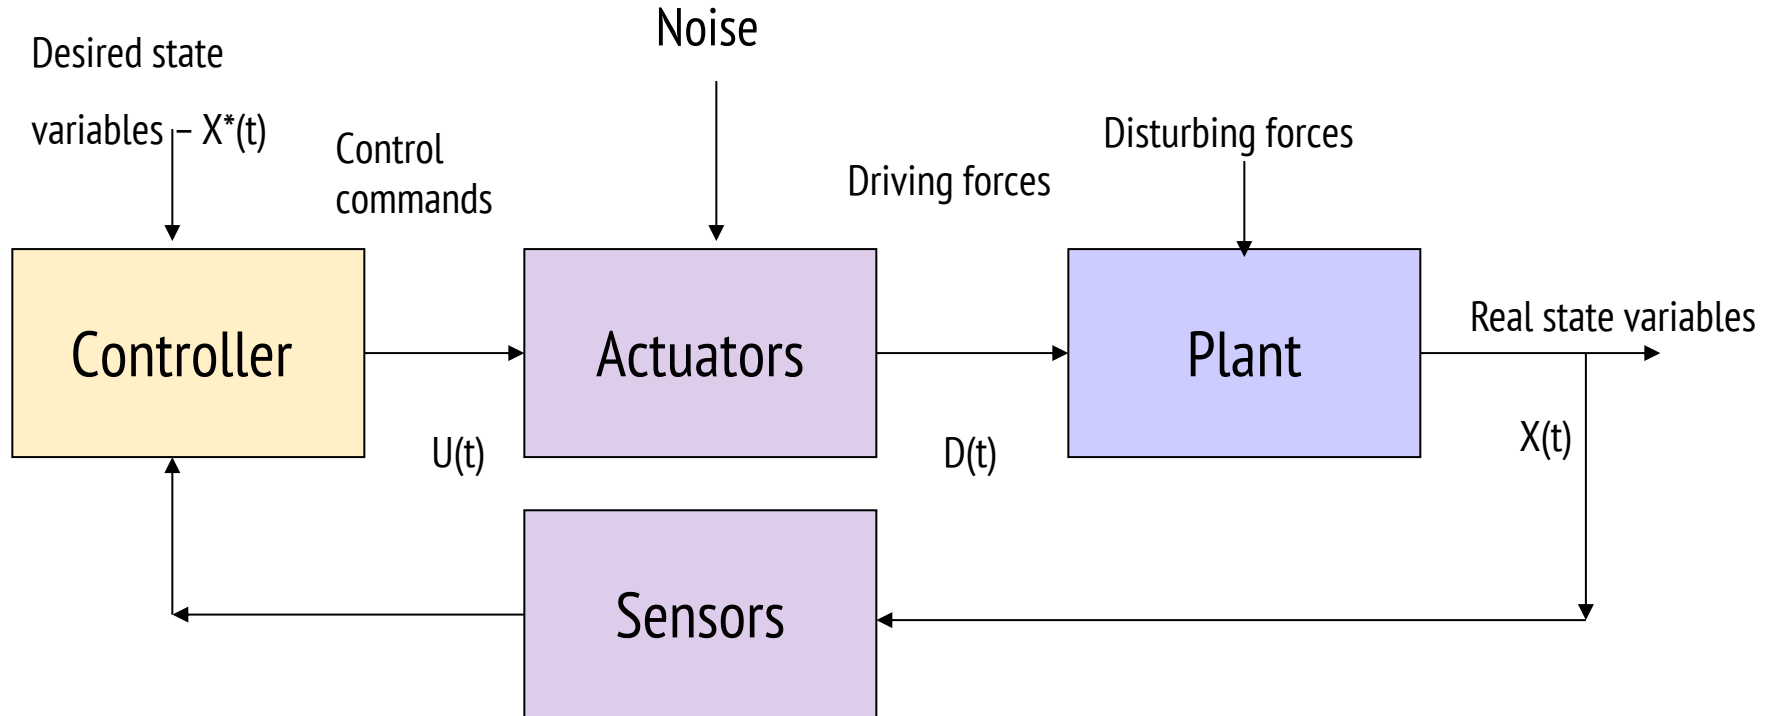 Desired state
variables – X*(t)
Noise
Control
commands
Driving forces
Disturbing forces
Controller
Actuators
Plant
Real state variables
U(t)
D(t)
X(t)
Sensors